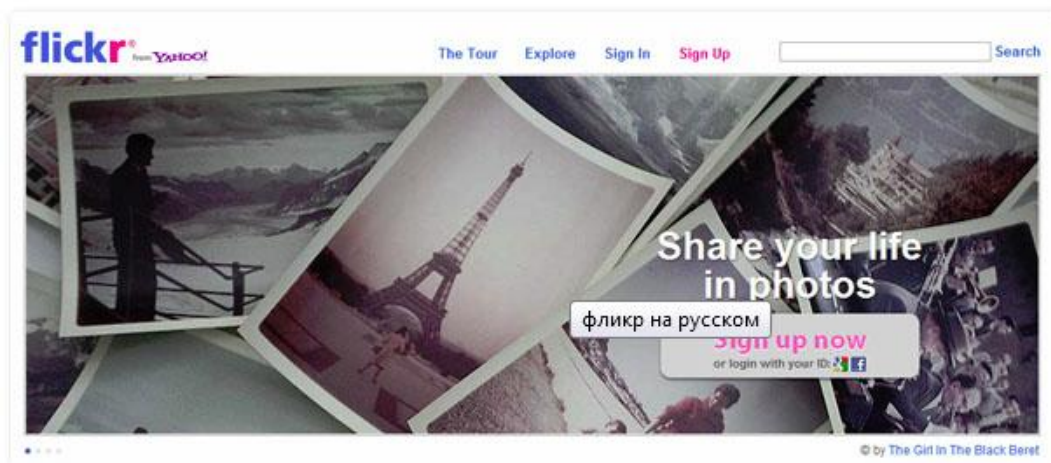 flickr from YAHOO!
The Tour Explore Sign In Sign Up Search
Share your life
in photos
фликр на русском
Sign up now
or login with your ID:
© by The Girl In The Black Beret